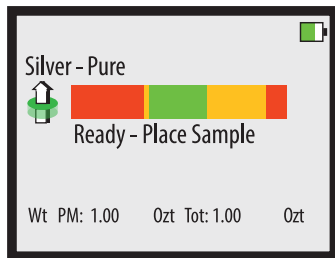 Silver - Pure
Ready - Place Sample
Wt PM: 1.00 Ozt Tot: 1.00 Ozt